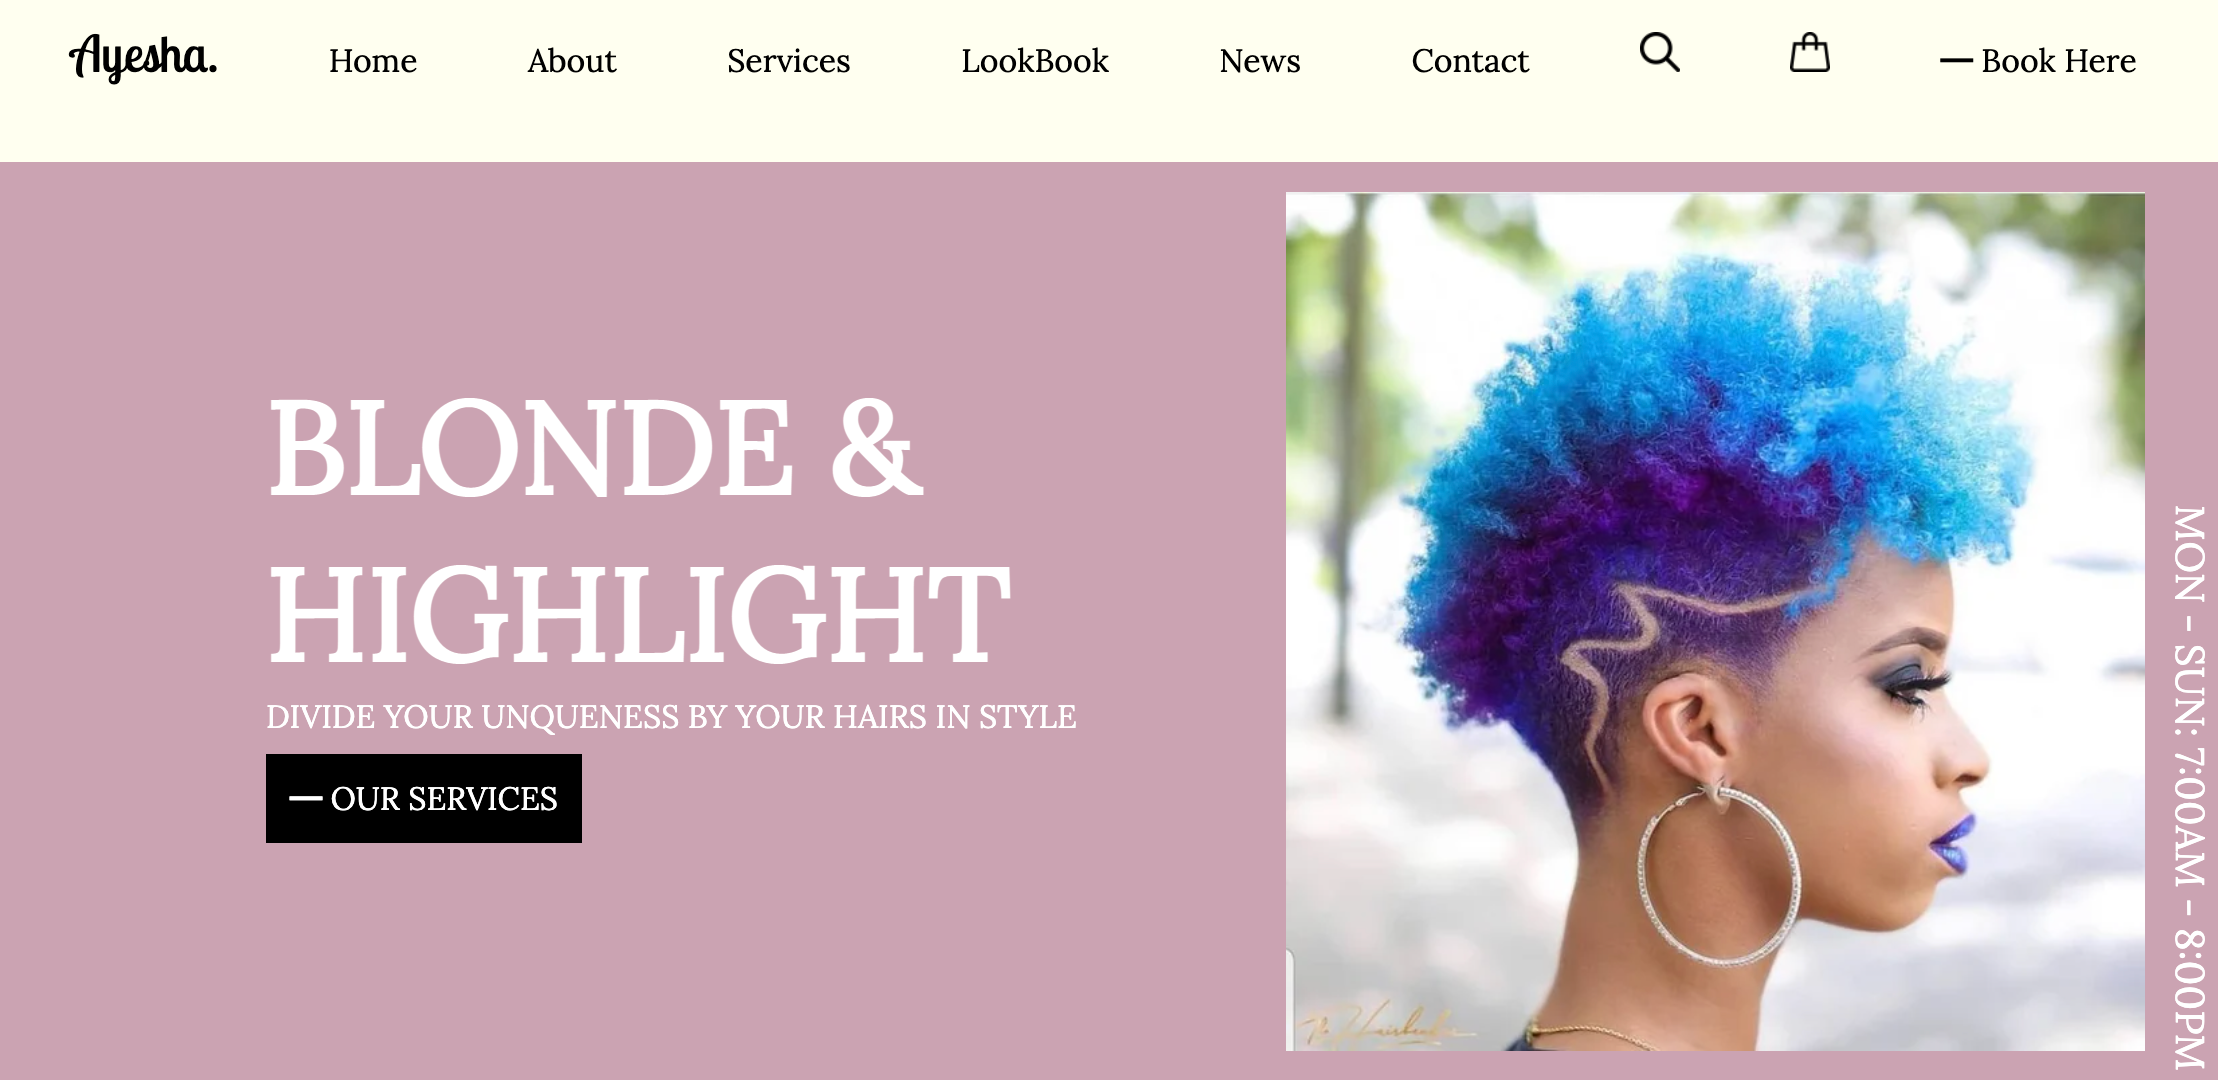 Ayesha.
Home
About
Services
LookBook
News
Contact
— Book Here
BLONDE &
HIGHLIGHT
DIVIDE YOUR UNQUENESS BY YOUR HAIRS IN STYLE
— OUR SERVICES
MON - SUN: 7:00AM - 8:00PM